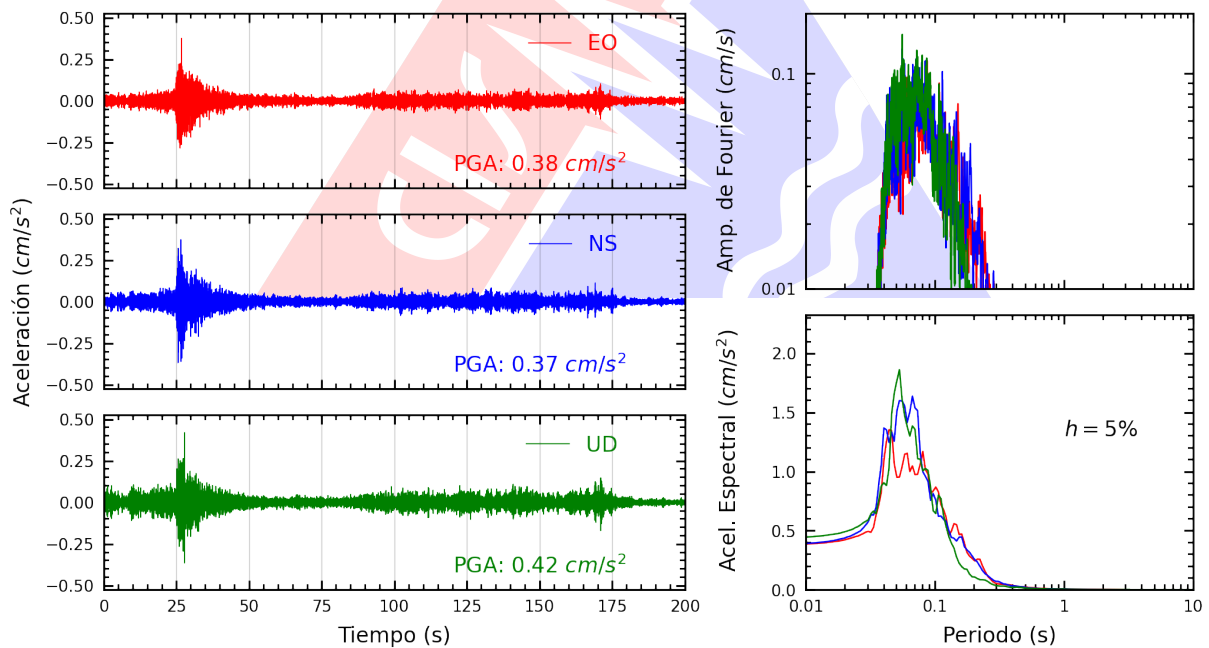 Aceleración (cm/s²)
0.50
0.25
0.00
−0.25
−0.50
EO
PGA: 0.38 cm/s²
0.50
0.25
0.00
−0.25
−0.50
NS
PGA: 0.37 cm/s²
0.50
0.25
0.00
−0.25
−0.50
UD
PGA: 0.42 cm/s²
0 25 50 75 100 125 150 175 200
Tiempo (s)
Amp. de Fourier (cm/s)
0.1
0.01
Acel. Espectral (cm/s²)
2.0
1.5
1.0
0.5
0.0
h = 5%
0.01 0.1 1 10
Periodo (s)